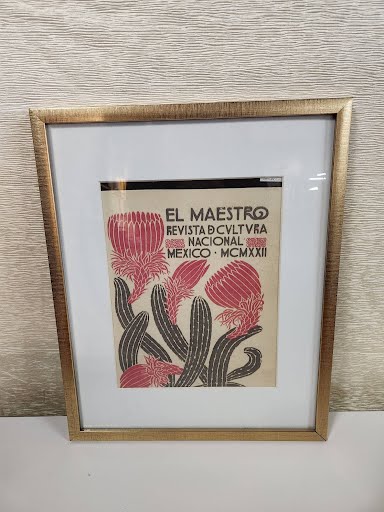 EL MAESTRO
REVISTA D CVLTVRA
NACIONAL
MEXICO · MCMXXII